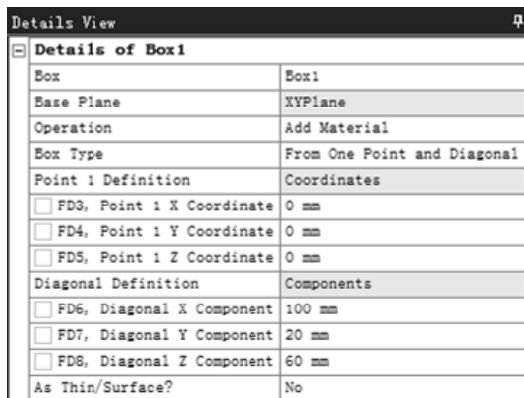 Details View
Details of Box1
Box Box1
Base Plane XYPlane
Operation Add Material
Box Type From One Point and Diagonal
Point 1 Definition Coordinates
FD3, Point 1 X Coordinate 0 mm
FD4, Point 1 Y Coordinate 0 mm
FD5, Point 1 Z Coordinate 0 mm
Diagonal Definition Components
FD6, Diagonal X Component 100 mm
FD7, Diagonal Y Component 20 mm
FD8, Diagonal Z Component 60 mm
As Thin/Surface? No